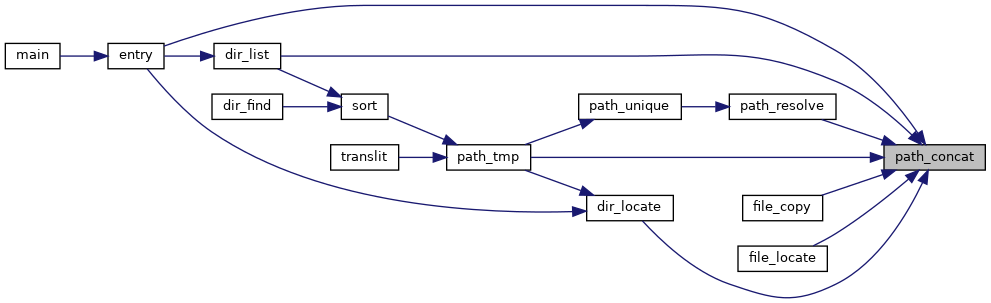 main
entry
dir_list
dir_find
sort
path_unique
path_resolve
translit
path_tmp
path_concat
dir_locate
file_copy
file_locate